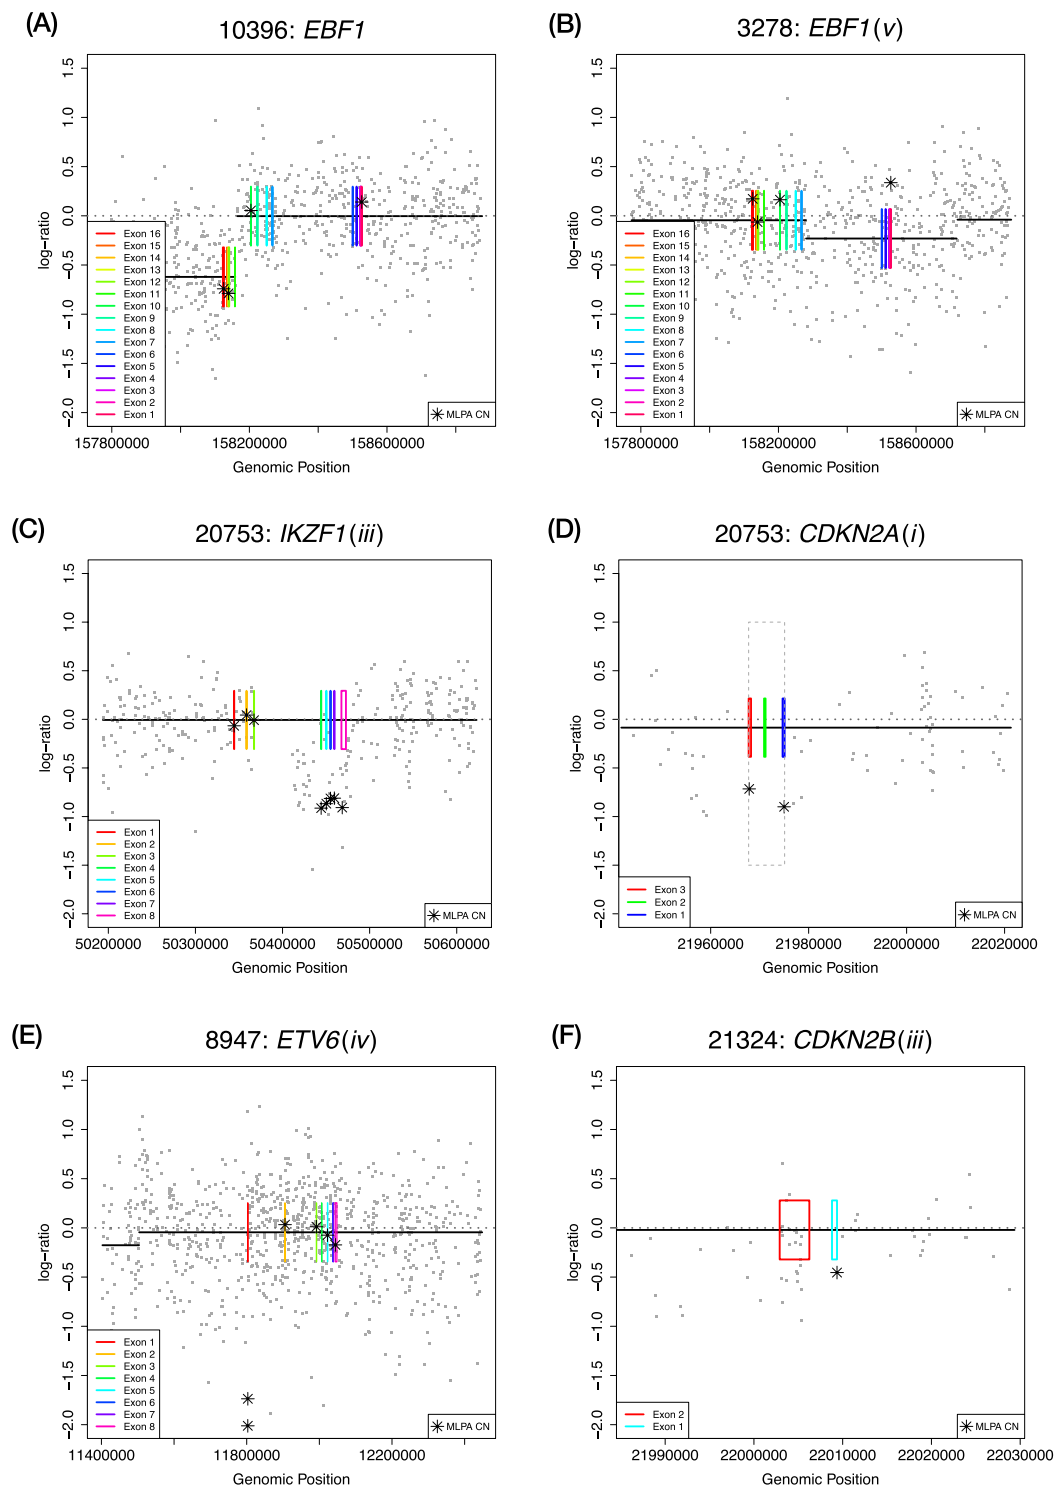 (A)
10396: EBF1
log−ratio
1.5
1.0
0.5
0.0
−0.5
−1.0
−1.5
−2.0
Exon 16
Exon 15
Exon 14
Exon 13
Exon 12
Exon 11
Exon 10
Exon 9
Exon 8
Exon 7
Exon 6
Exon 5
Exon 4
Exon 3
Exon 2
Exon 1
MLPA CN
157800000 158200000 158600000
Genomic Position
(B)
3278: EBF1(v)
log−ratio
1.5
1.0
0.5
0.0
−0.5
−1.0
−1.5
−2.0
Exon 16
Exon 15
Exon 14
Exon 13
Exon 12
Exon 11
Exon 10
Exon 9
Exon 8
Exon 7
Exon 6
Exon 5
Exon 4
Exon 3
Exon 2
Exon 1
MLPA CN
157800000 158200000 158600000
Genomic Position
(C)
20753: IKZF1(iii)
log−ratio
1.5
1.0
0.5
0.0
−0.5
−1.0
−1.5
−2.0
Exon 1
Exon 2
Exon 3
Exon 4
Exon 5
Exon 6
Exon 7
Exon 8
MLPA CN
50200000 50300000 50400000 50500000 50600000
Genomic Position
(D)
20753: CDKN2A(i)
log−ratio
1.5
1.0
0.5
0.0
−0.5
−1.0
−1.5
−2.0
Exon 3
Exon 2
Exon 1
MLPA CN
21960000 21980000 22000000 22020000
Genomic Position
(E)
8947: ETV6(iv)
log−ratio
1.5
1.0
0.5
0.0
−0.5
−1.0
−1.5
−2.0
Exon 1
Exon 2
Exon 3
Exon 4
Exon 5
Exon 6
Exon 7
Exon 8
MLPA CN
11400000 11800000 12200000
Genomic Position
(F)
21324: CDKN2B(iii)
log−ratio
1.5
1.0
0.5
0.0
−0.5
−1.0
−1.5
−2.0
Exon 2
Exon 1
MLPA CN
21990000 22000000 22010000 22020000 22030000
Genomic Position